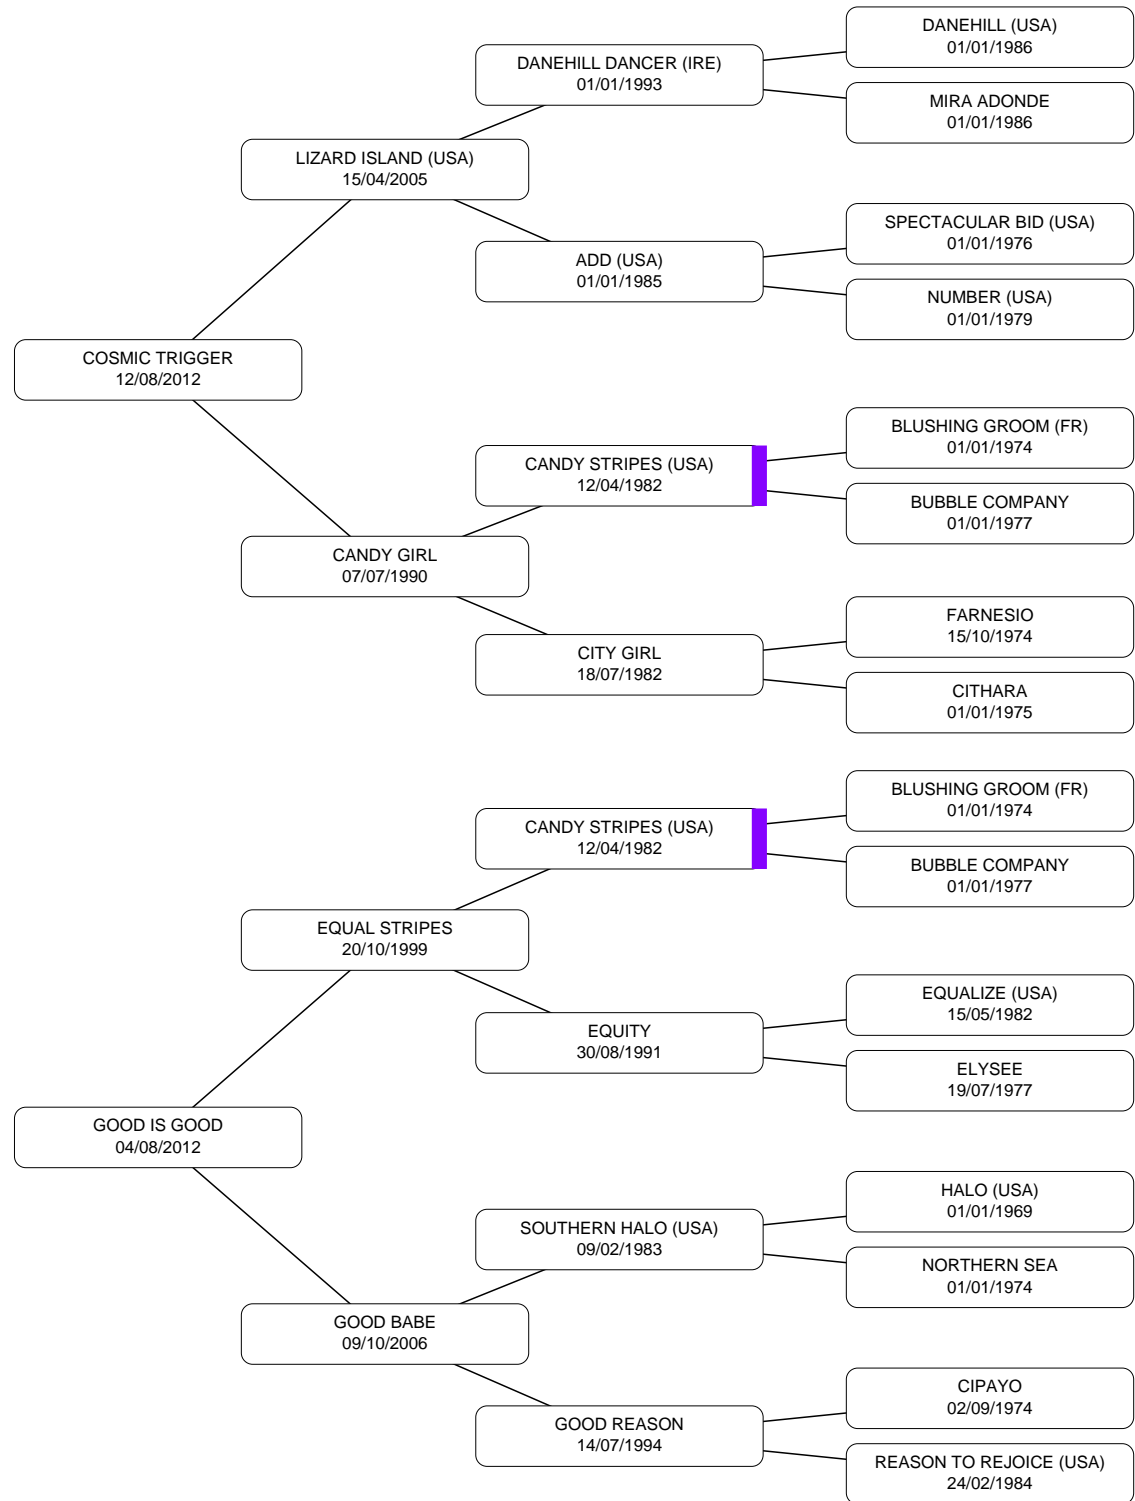 DANEHILL (USA)
01/01/1986
DANEHILL DANCER (IRE)
01/01/1993
MIRA ADONDE
01/01/1986
LIZARD ISLAND (USA)
15/04/2005
SPECTACULAR BID (USA)
01/01/1976
ADD (USA)
01/01/1985
NUMBER (USA)
01/01/1979
COSMIC TRIGGER
12/08/2012
BLUSHING GROOM (FR)
01/01/1974
CANDY STRIPES (USA)
12/04/1982
BUBBLE COMPANY
01/01/1977
CANDY GIRL
07/07/1990
FARNESIO
15/10/1974
CITY GIRL
18/07/1982
CITHARA
01/01/1975
BLUSHING GROOM (FR)
01/01/1974
CANDY STRIPES (USA)
12/04/1982
BUBBLE COMPANY
01/01/1977
EQUAL STRIPES
20/10/1999
EQUALIZE (USA)
15/05/1982
EQUITY
30/08/1991
ELYSEE
19/07/1977
GOOD IS GOOD
04/08/2012
HALO (USA)
01/01/1969
SOUTHERN HALO (USA)
09/02/1983
NORTHERN SEA
01/01/1974
GOOD BABE
09/10/2006
CIPAYO
02/09/1974
GOOD REASON
14/07/1994
REASON TO REJOICE (USA)
24/02/1984